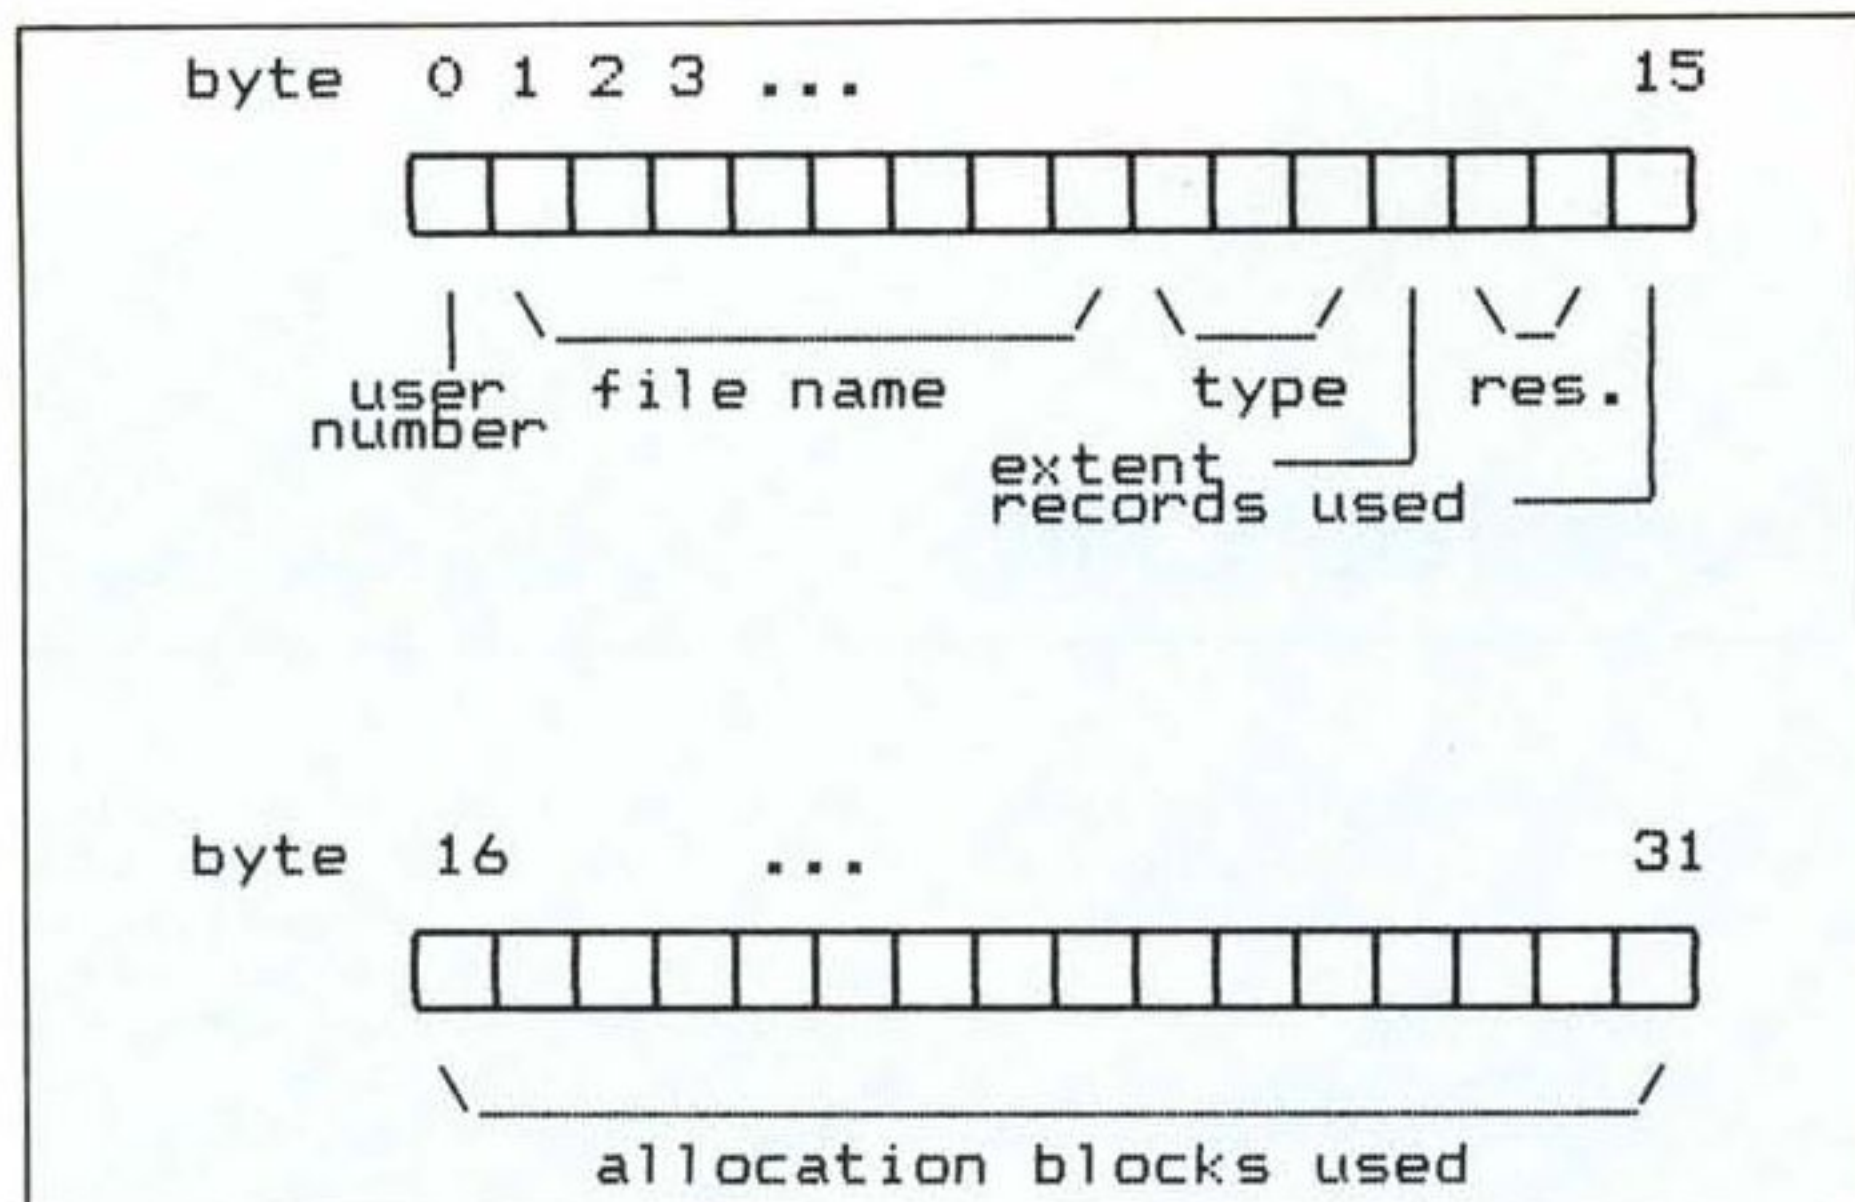 byte 0 1 2 3 ... 15
user number
file name
type
res.
extent
records used
byte 16 ... 31
allocation blocks used